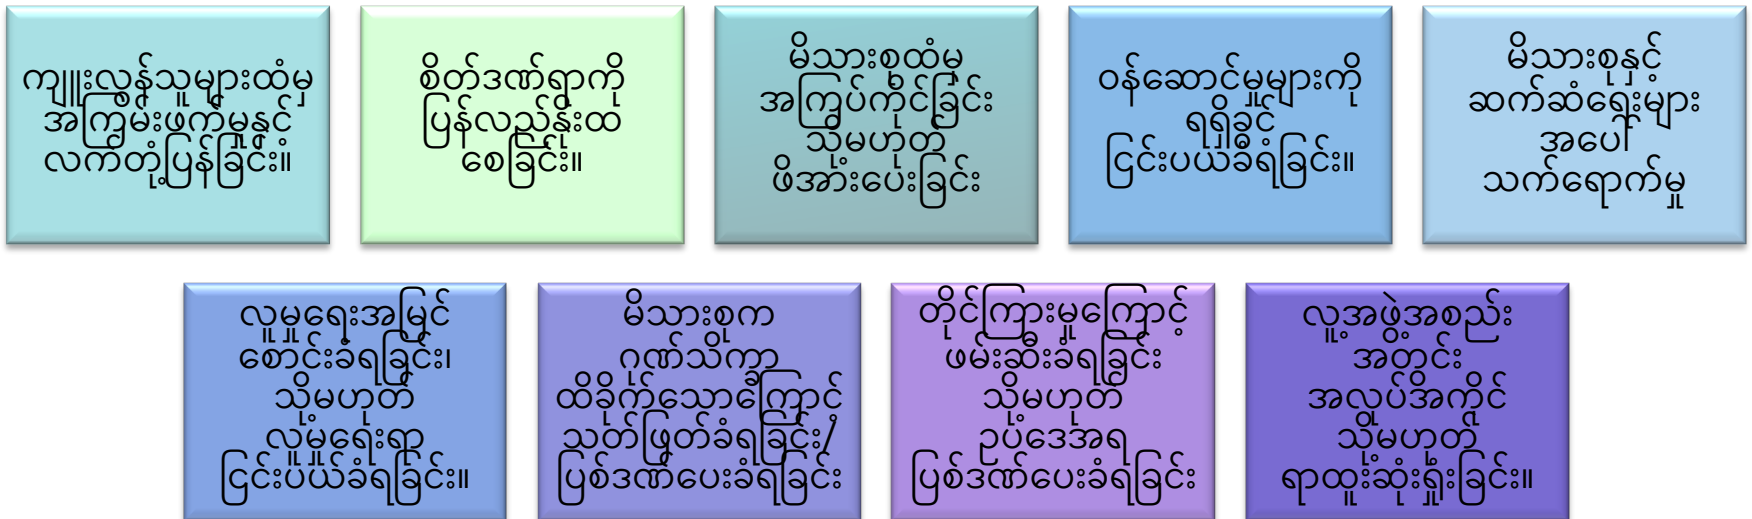 ကျူးလွန်သူများထံမှ
အကြမ်းဖက်မှုနှင့်
လက်တုံ့ပြန်ခြင်း။
စိတ်ဒဏ်ရာကို
ပြန်လည်နိုးထ
စေခြင်း။
မိသားစုထံမှ
အကြပ်ကိုင်ခြင်း
သို့မဟုတ်
ဖိအားပေးခြင်း
ဝန်ဆောင်မှုများကို
ရရှိခွင့်
ငြင်းပယ်ခံရခြင်း။
မိသားစုနှင့်
ဆက်ဆံရေးများ
အပေါ်
သက်ရောက်မှု
လူမှုရေးအမြင်
စောင်းခံရခြင်း၊
သို့မဟုတ်
လူမှုရေးရာ
ငြင်းပယ်ခံရခြင်း။
မိသားစုက
ဂုဏ်သိက္ခာ
ထိခိုက်သောကြောင့်
သတ်ဖြတ်ခံရခြင်း/
ပြစ်ဒဏ်ပေးခံရခြင်း
တိုင်ကြားမှုကြောင့်
ဖမ်းဆီးခံရခြင်း
သို့မဟုတ်
ဥပဒေအရ
ပြစ်ဒဏ်ပေးခံရခြင်း
လူ့အဖွဲ့အစည်း
အတွင်း
အလုပ်အကိုင်
သို့မဟုတ်
ရာထူးဆုံးရှုံးခြင်း။